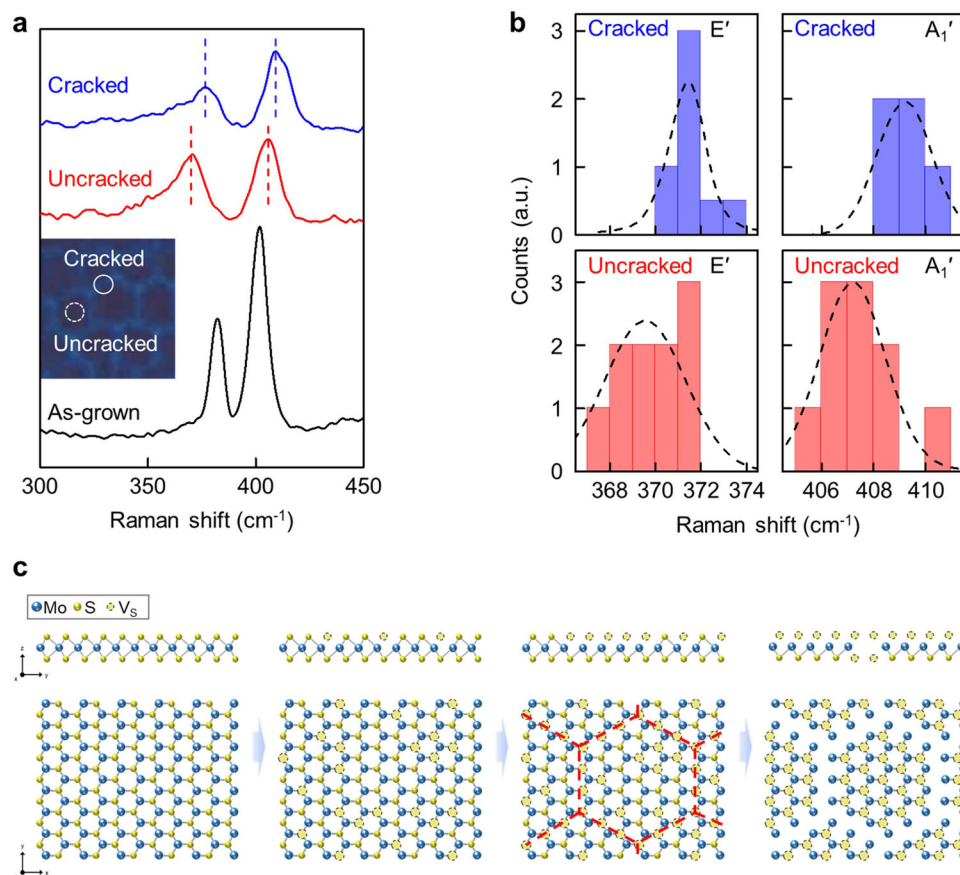 a
Cracked
Uncracked
Cracked
Uncracked
As-grown
300 350 400 450
Raman shift (cm⁻¹)
b
Cracked E′
Cracked A₁′
3
2
1
0
Uncracked E′
Uncracked A₁′
3
2
1
0
Counts (a.u.)
368 370 372 374
406 408 410
Raman shift (cm⁻¹)
c
Mo S V_S
z
x y
y
z x